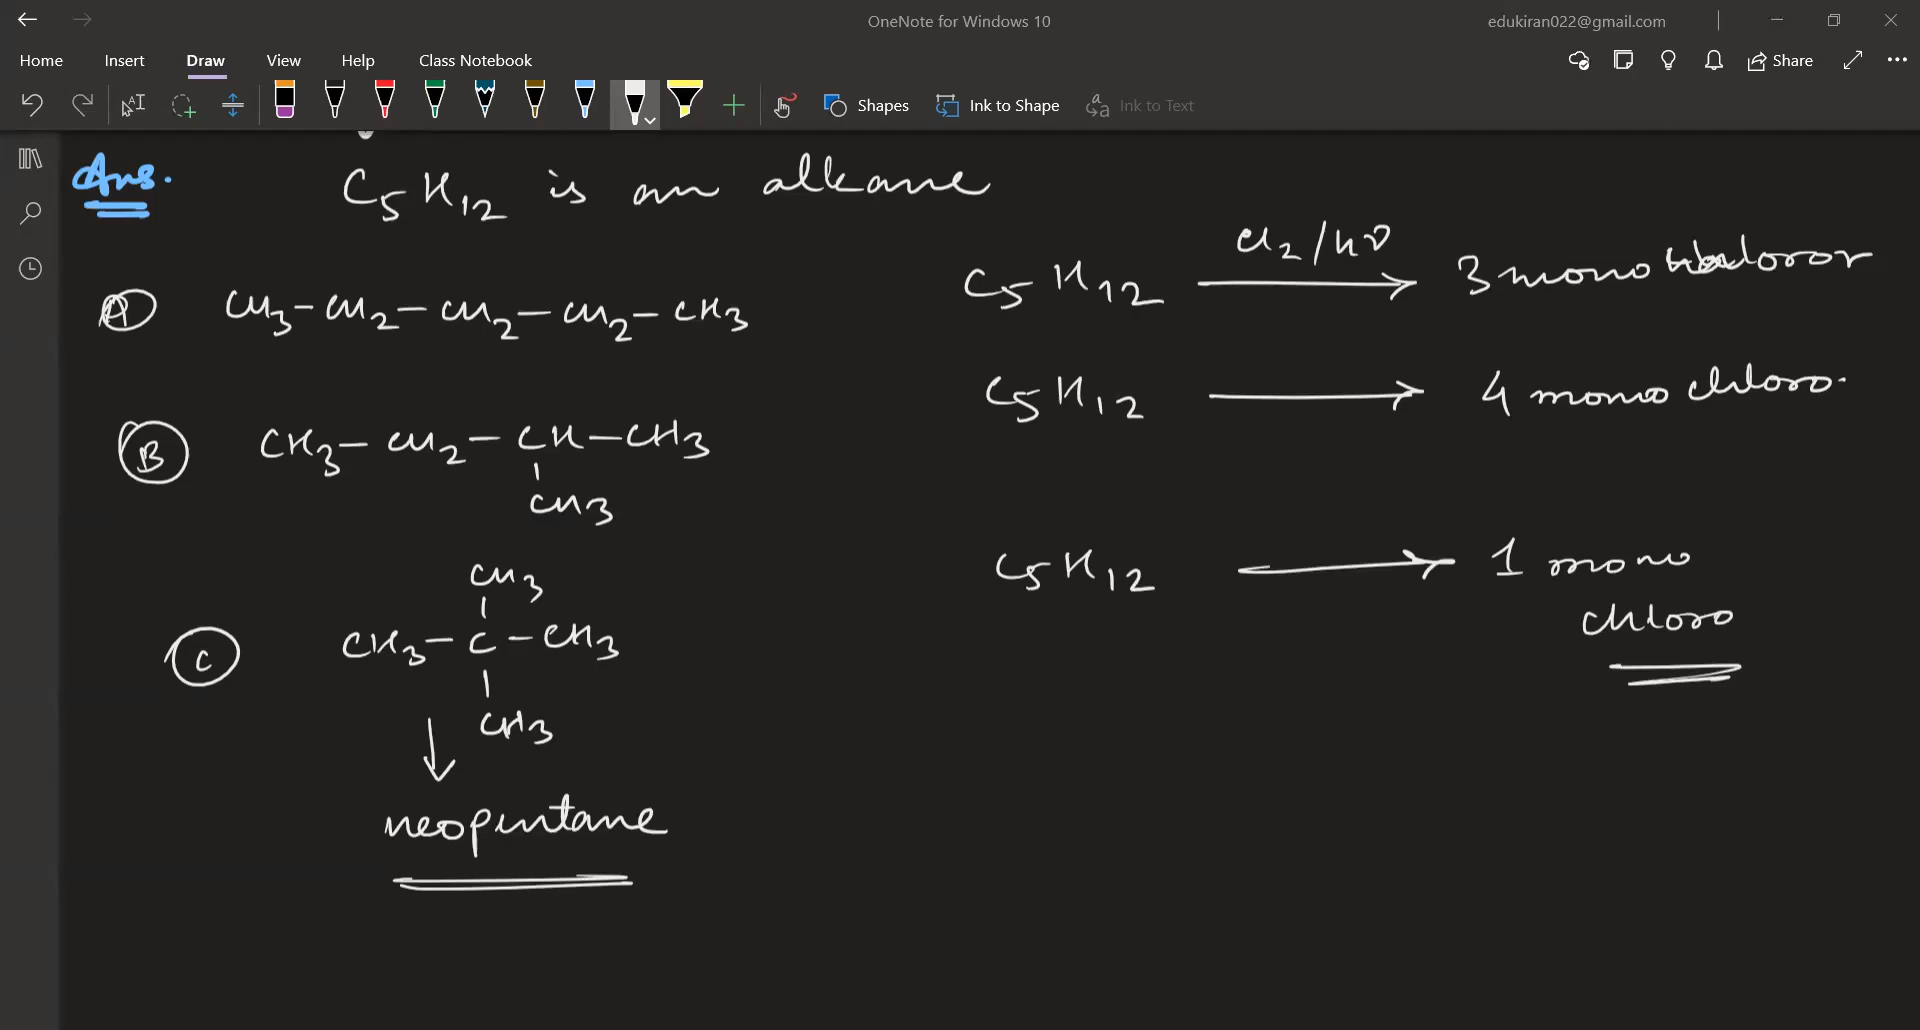 OneNote for Windows 10
edukiran022@gmail.com
Home Insert Draw View Help Class Notebook
Share
Shapes Ink to Shape Ink to Text
Ans. C5H12 is an alkane
C5H12 Cl2/hν 3 mono
A CH3-CH2-CH2-CH2-CH3
C5H12 4 mono chloro.
B CH3-CH2-CH-CH3
CH3
C5H12 1 mono
chloro
CH3
C CH3-C-CH3
CH3
neopentane